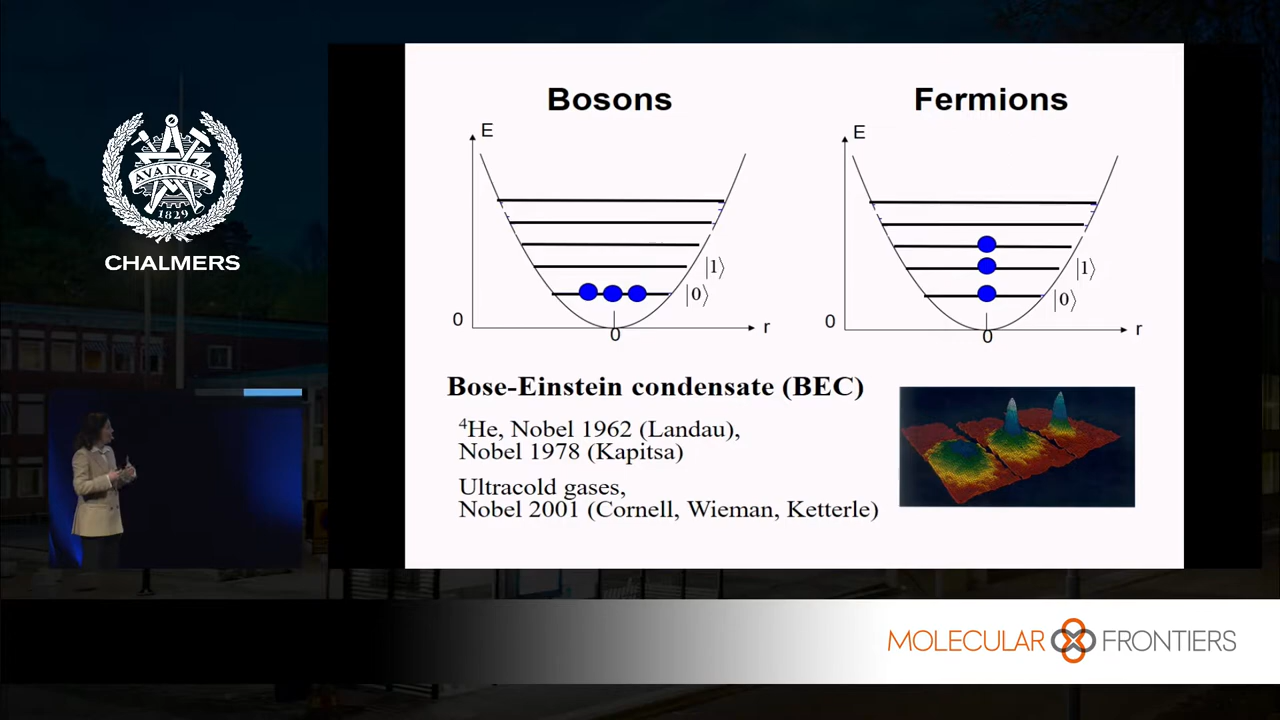 AVANCEZ
1829
CHALMERS
Bosons
E
|1⟩
|0⟩
0
0
r
Fermions
E
|1⟩
|0⟩
0
0
r
Bose-Einstein condensate (BEC)
⁴He, Nobel 1962 (Landau),
Nobel 1978 (Kapitsa)
Ultracold gases,
Nobel 2001 (Cornell, Wieman, Ketterle)
MOLECULAR FRONTIERS